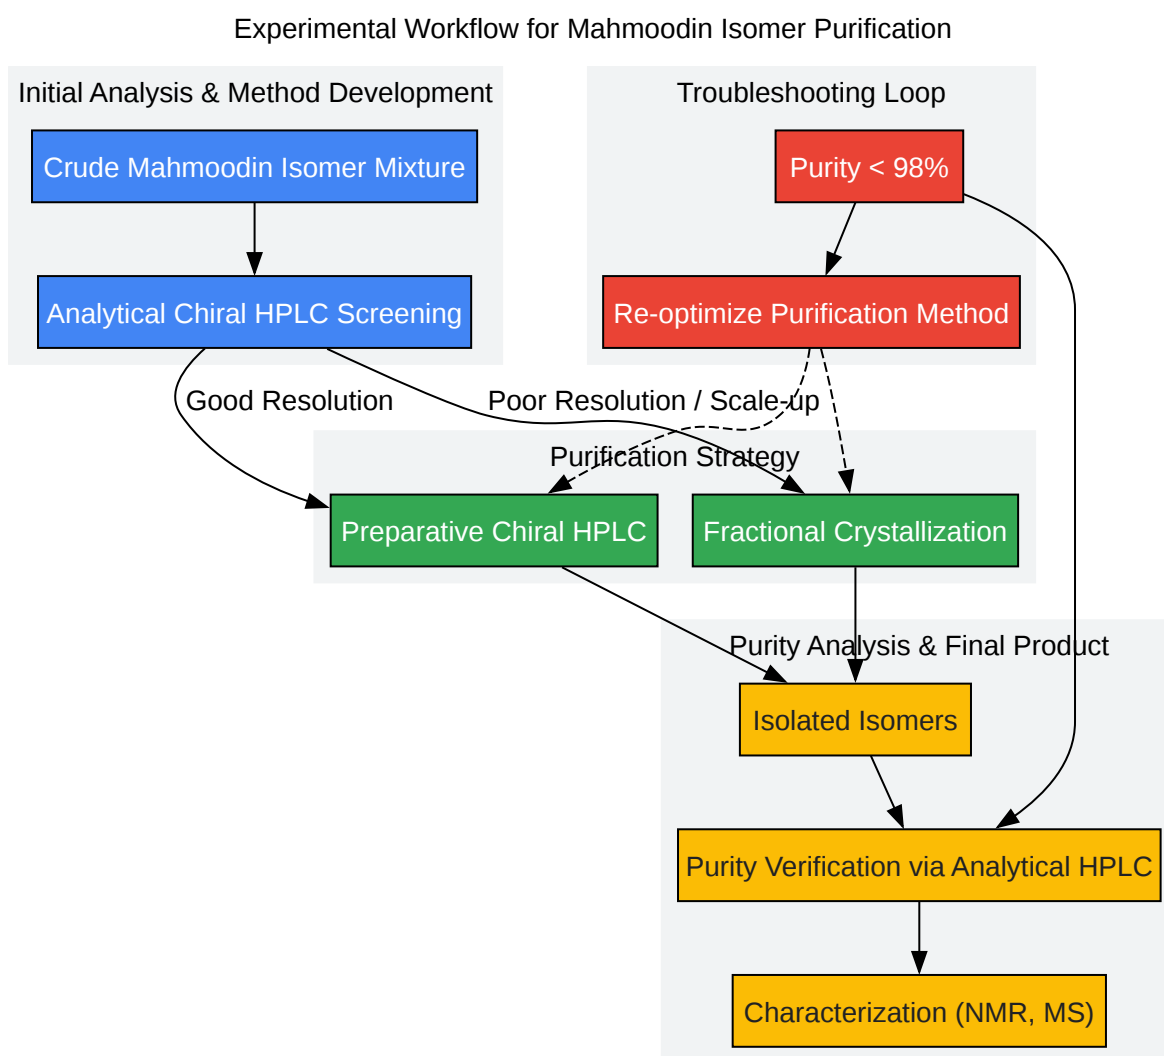 Experimental Workflow for Mahmoodin Isomer Purification
Initial Analysis & Method Development
Crude Mahmoodin Isomer Mixture
Analytical Chiral HPLC Screening
Troubleshooting Loop
Purity < 98%
Re-optimize Purification Method
Good Resolution
Poor Resolution / Scale-up
Purification Strategy
Preparative Chiral HPLC
Fractional Crystallization
Purity Analysis & Final Product
Isolated Isomers
Purity Verification via Analytical HPLC
Characterization (NMR, MS)